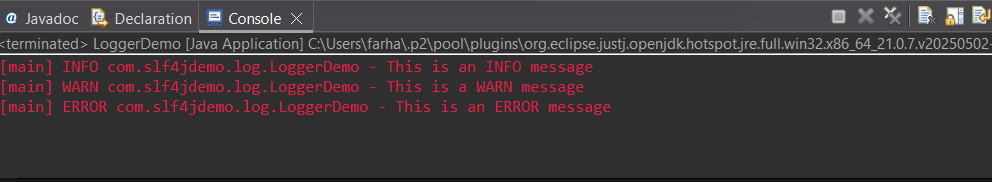 @ Javadoc Declaration Console
<terminated> LoggerDemo [Java Application] C:\Users\farha\.p2\pool\plugins\org.eclipse.justj.openjdk.hotspot.jre.full.win32.x86_64_21.0.7.v20250502-
[main] INFO com.slf4jdemo.log.LoggerDemo - This is an INFO message
[main] WARN com.slf4jdemo.log.LoggerDemo - This is a WARN message
[main] ERROR com.slf4jdemo.log.LoggerDemo - This is an ERROR message